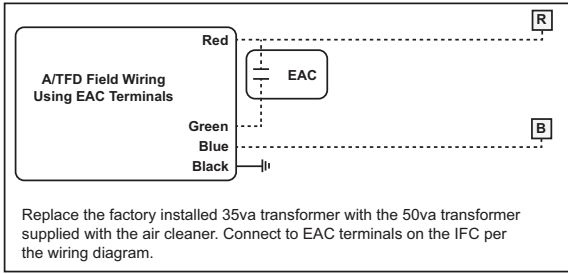 R
Red
EAC
A/TFD Field Wiring
Using EAC Terminals
Green
B
Blue
Black
Replace the factory installed 35va transformer with the 50va transformer
supplied with the air cleaner. Connect to EAC terminals on the IFC per
the wiring diagram.